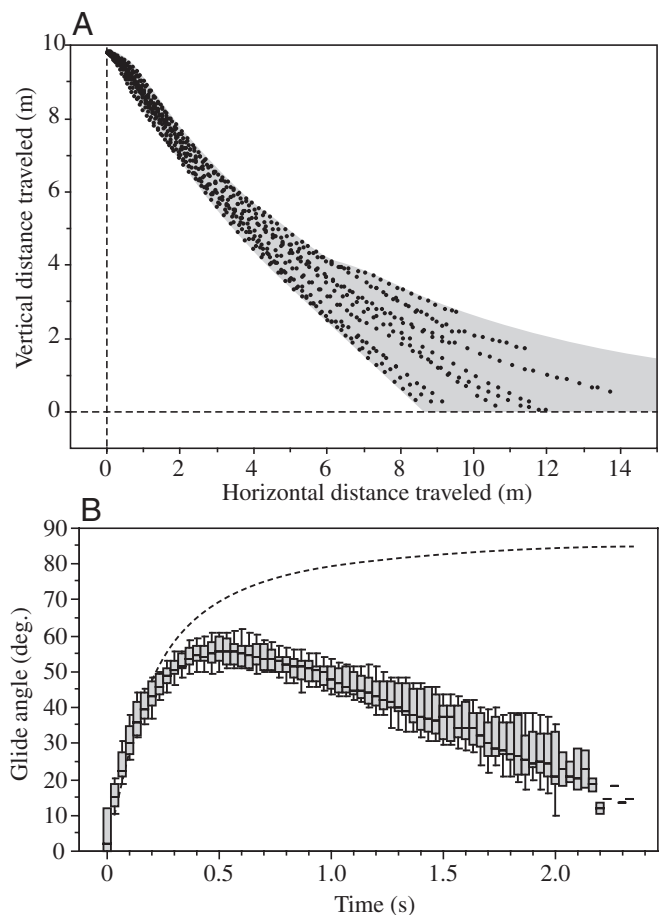 A
10
8
6
4
2
0
Vertical distance traveled (m)
0 2 4 6 8 10 12 14
Horizontal distance traveled (m)
B
90
80
70
60
50
40
30
20
10
0
Glide angle (deg.)
0 0.5 1.0 1.5 2.0
Time (s)